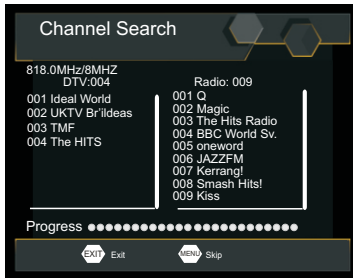 Channel Search
818.0MHz/8MHZ
DTV:004
001 Ideal World
002 UKTV Br'ildeas
003 TMF
004 The HITS
Radio: 009
001 Q
002 Magic
003 The Hits Radio
004 BBC World Sv.
005 oneword
006 JAZZFM
007 Kerrang!
008 Smash Hits!
009 Kiss
Progress
EXIT Exit
MENU Skip